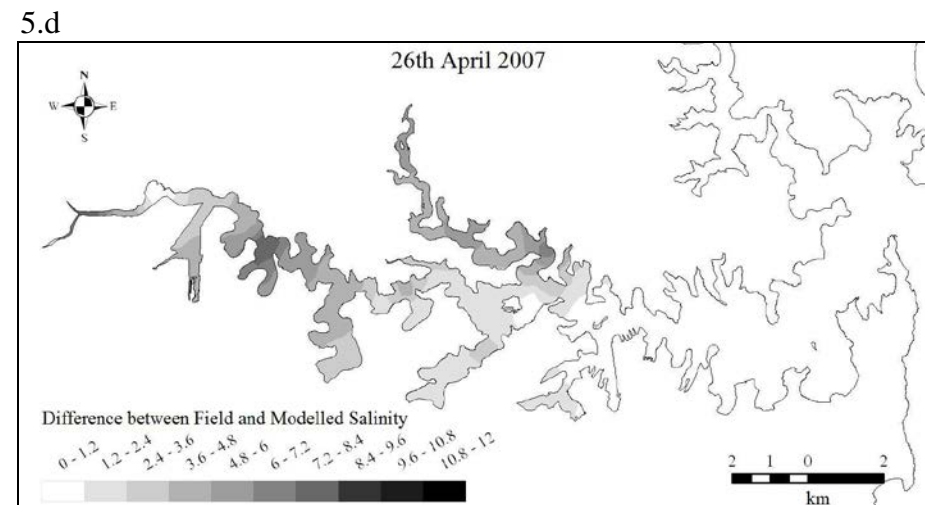 5.d
26th April 2007
N
W E
S
Difference between Field and Modelled Salinity
0 - 1.2 1.2 - 2.4 2.4 - 3.6 3.6 - 4.8 4.8 - 6 6 - 7.2 7.2 - 8.4 8.4 - 9.6 9.6 - 10.8 10.8 - 12
2 1 0 2
km